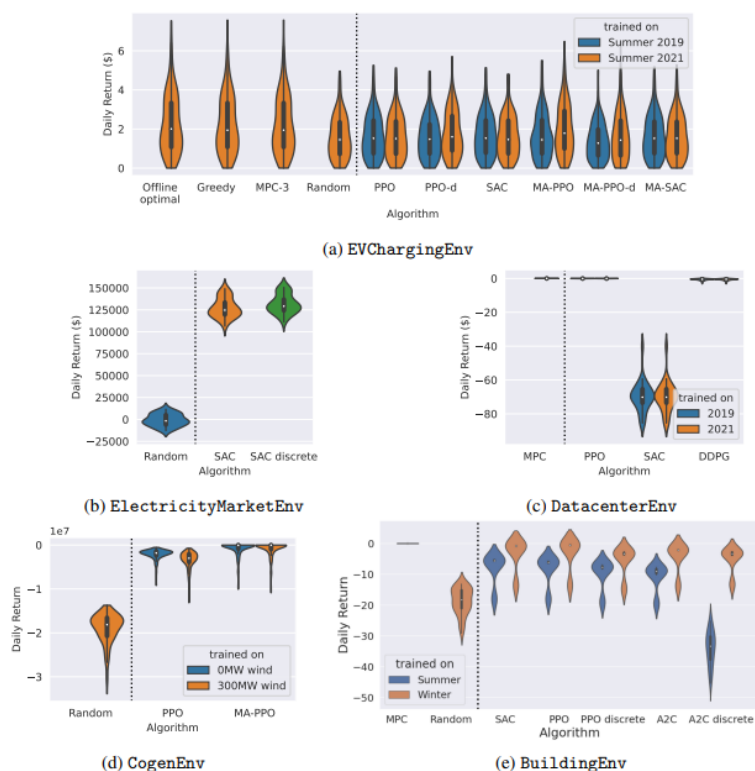 trained on
Summer 2019
Summer 2021
Daily Return ($)
6
4
2
0
Offline optimal Greedy MPC-3 Random PPO PPO-d SAC MA-PPO MA-PPO-d MA-SAC
Algorithm
(a) EVChargingEnv
Daily Return ($)
150000
125000
100000
75000
50000
25000
0
−25000
Random SAC SAC discrete
Algorithm
(b) ElectricityMarketEnv
Daily Return ($)
0
−20
−40
−60
−80
trained on
2019
2021
MPC PPO SAC DDPG
Algorithm
(c) DatacenterEnv
1e7
Daily Return
0
−1
−2
−3
trained on
0MW wind
300MW wind
Random PPO MA-PPO
Algorithm
(d) CogenEnv
Daily Return
0
−10
−20
−30
−40
−50
trained on
Summer
Winter
MPC Random SAC PPO PPO discrete A2C A2C discrete
Algorithm
(e) BuildingEnv